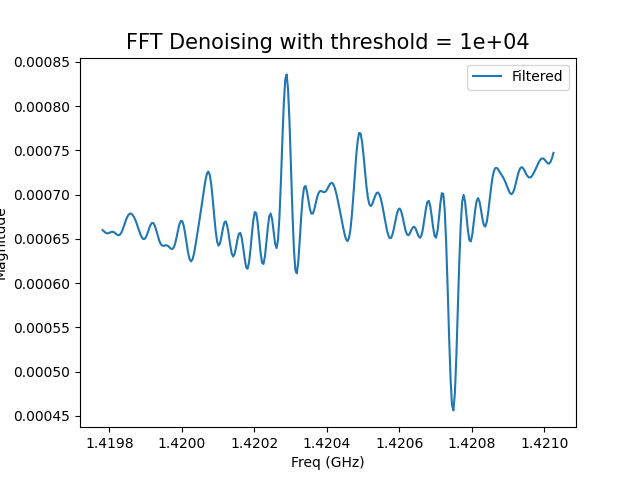 FFT Denoising with threshold = 1e+04
Filtered
0.00085
0.00080
0.00075
0.00070
0.00065
0.00060
0.00055
0.00050
0.00045
Magnitude
1.4198 1.4200 1.4202 1.4204 1.4206 1.4208 1.4210
Freq (GHz)